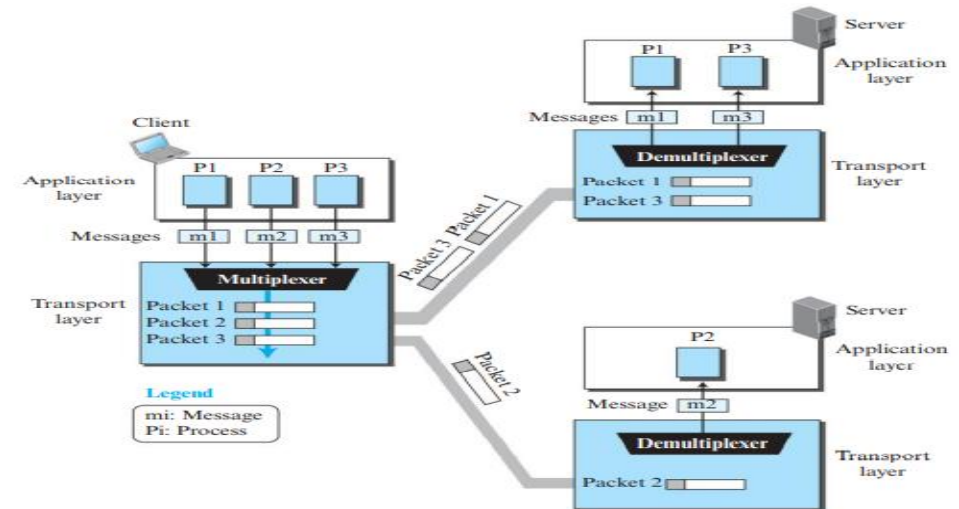 Server
P1 P3
Application
layer
Messages m1 m3
Demultiplexer
Transport
layer
Packet 1
Packet 3
Client
Application
layer
P1 P2 P3
Messages m1 m2 m3
Multiplexer
Transport
layer
Packet 1
Packet 2
Packet 3
Packet 3 Packet 1
Packet 2
Legend
mi: Message
Pi: Process
Server
P2
Application
layer
Message m2
Demultiplexer
Transport
layer
Packet 2